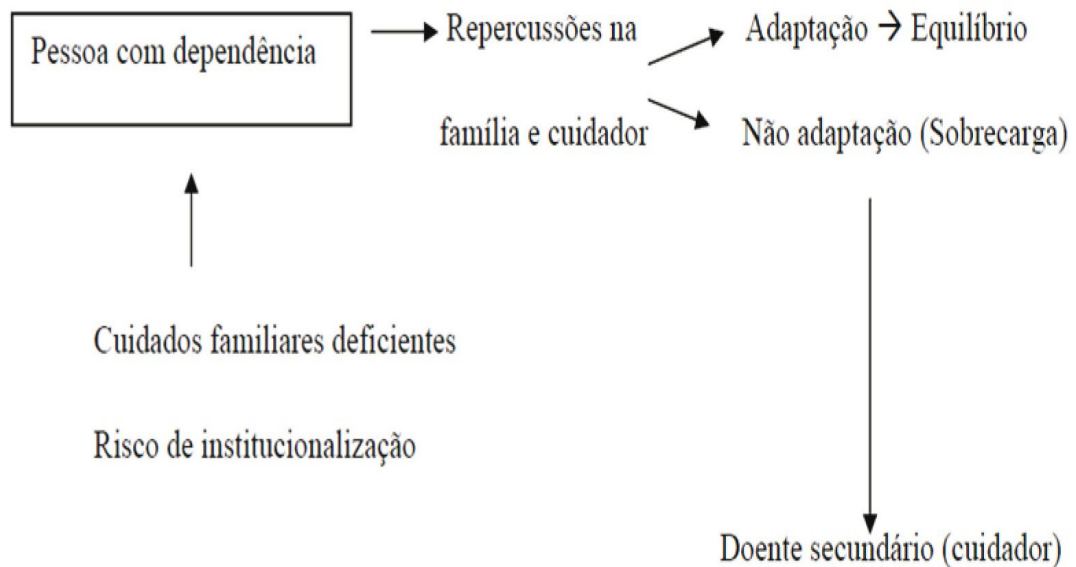 Pessoa com dependência
Repercussões na
família e cuidador
Adaptação → Equilíbrio
Não adaptação (Sobrecarga)
Cuidados familiares deficientes
Risco de institucionalização
Doente secundário (cuidador)